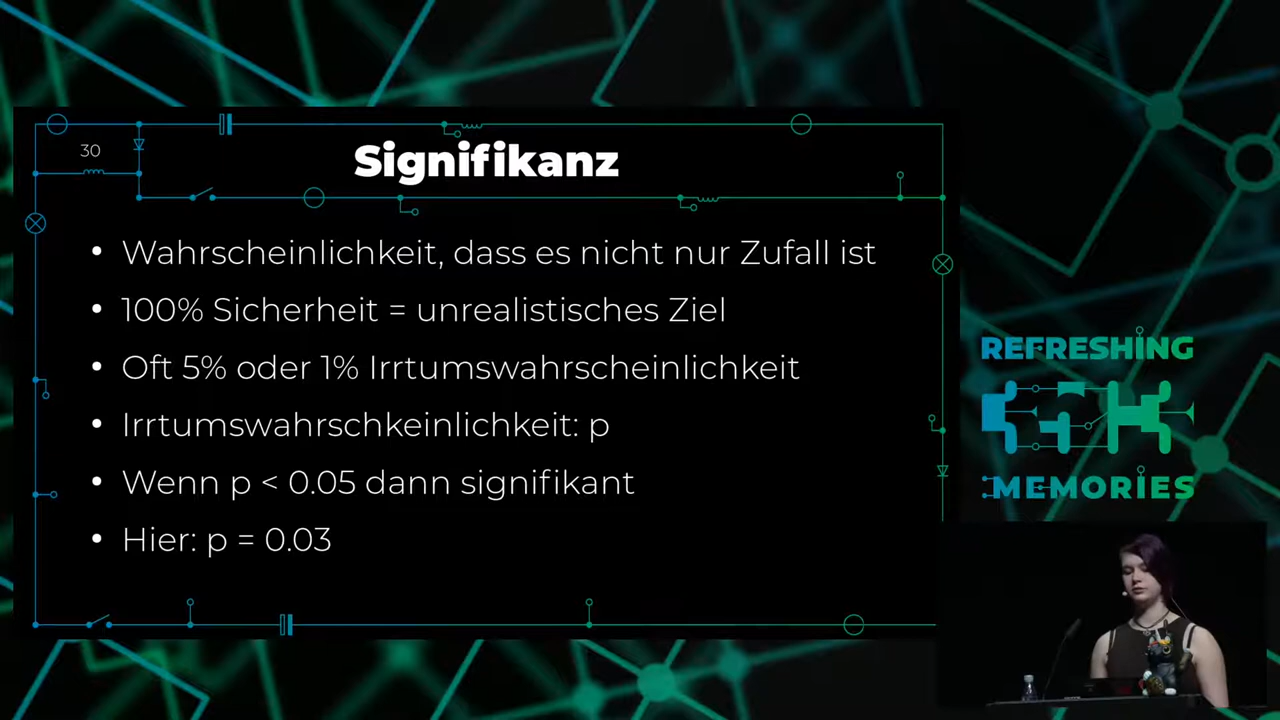 30
Signifikanz
• Wahrscheinlichkeit, dass es nicht nur Zufall ist
• 100% Sicherheit = unrealistisches Ziel
• Oft 5% oder 1% Irrtumswahrscheinlichkeit
• Irrtumswahrschkeinlichkeit: p
• Wenn p < 0.05 dann signifikant
• Hier: p = 0.03
REFRESHING
MEMORIES